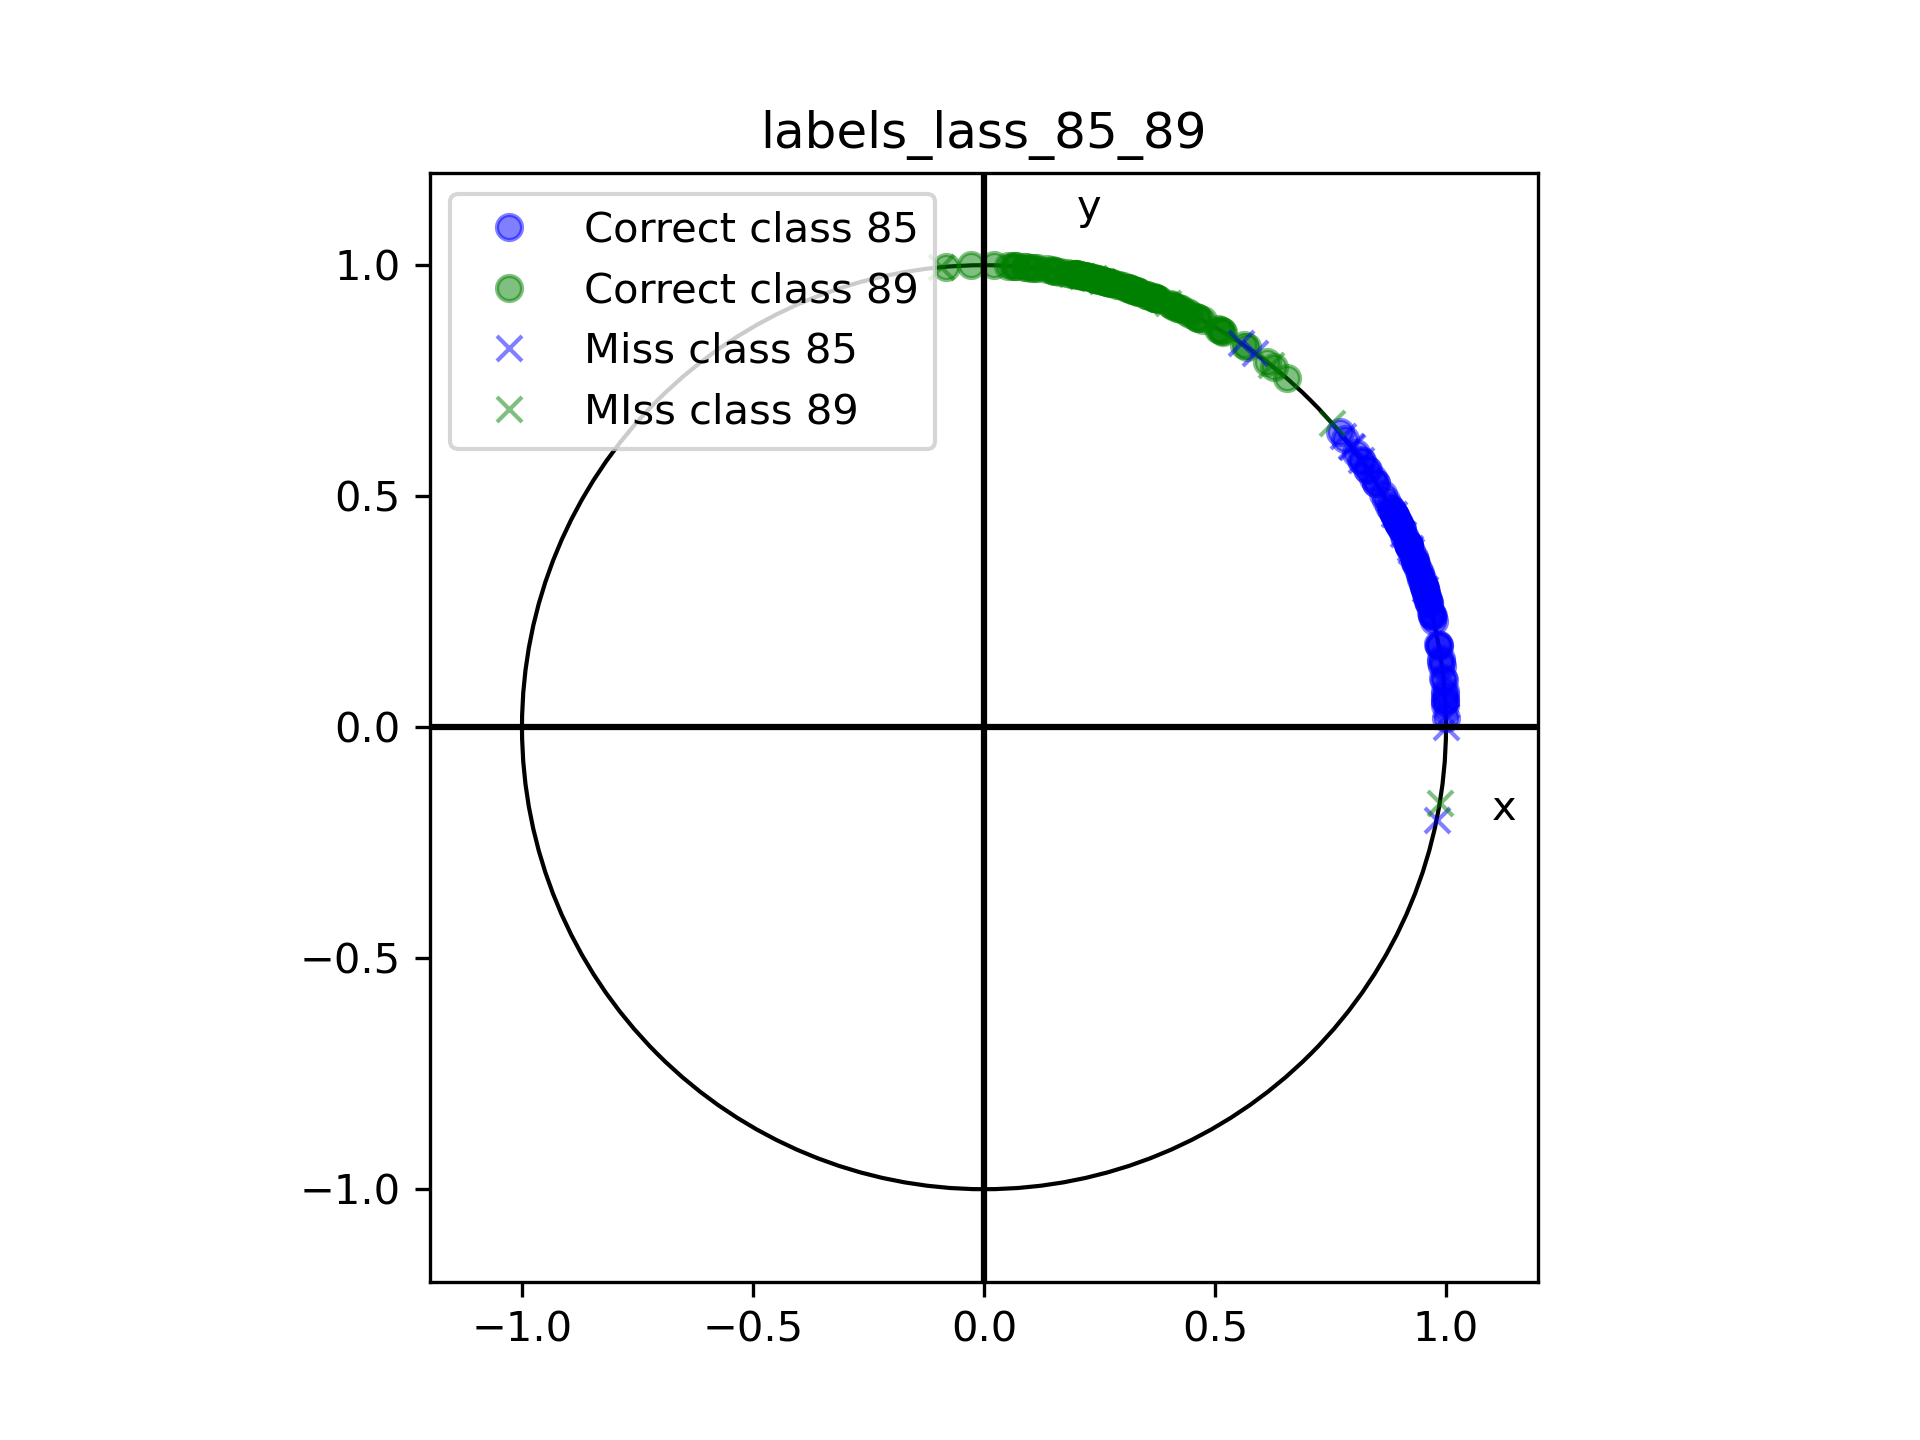 labels_lass_85_89
y
Correct class 85
Correct class 89
Miss class 85
MIss class 89
1.0
0.5
0.0
−0.5
−1.0
x
−1.0 −0.5 0.0 0.5 1.0